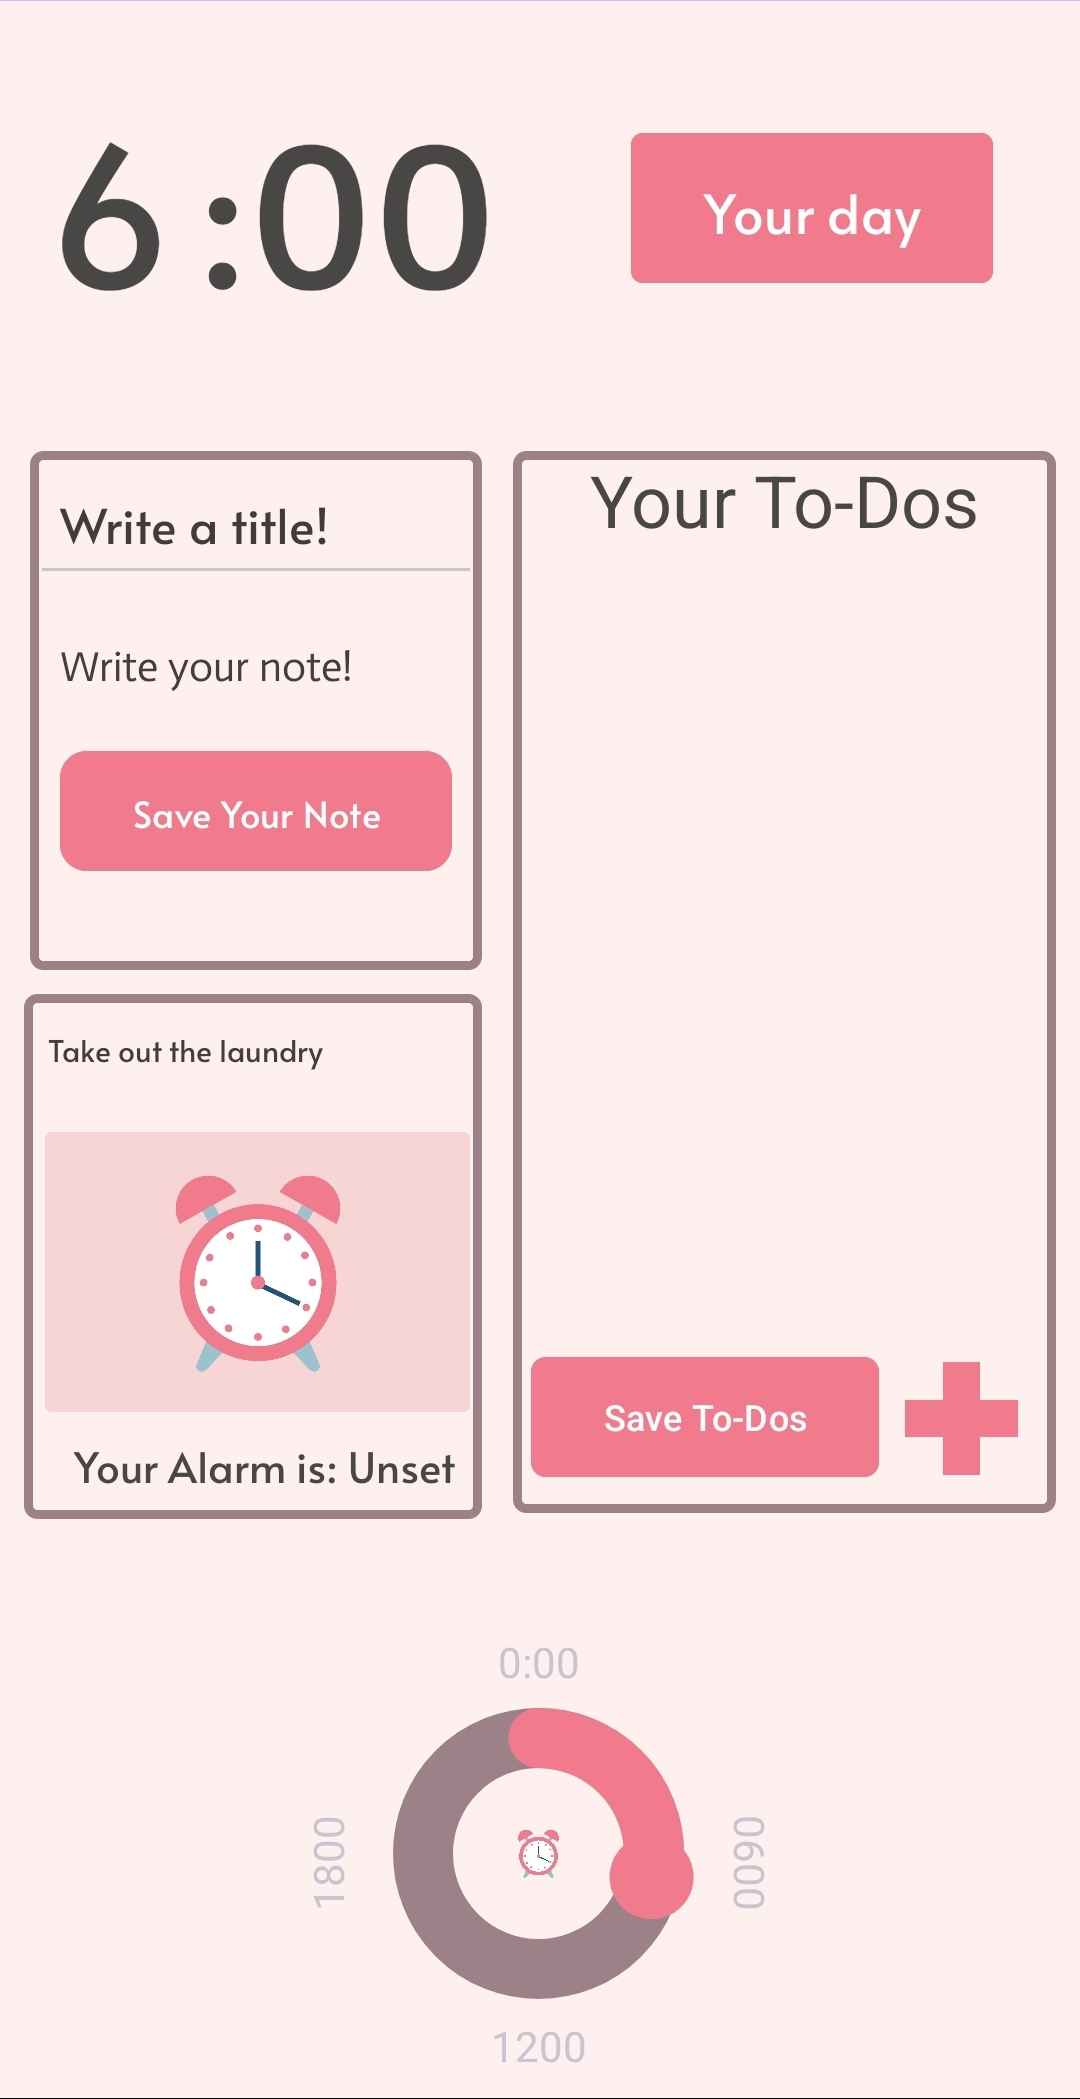 6 :00
Your day
Write a title!
Write your note!
Save Your Note
Take out the laundry
Your Alarm is: Unset
Your To-Dos
Save To-Dos
0:00
1800
0600
1200